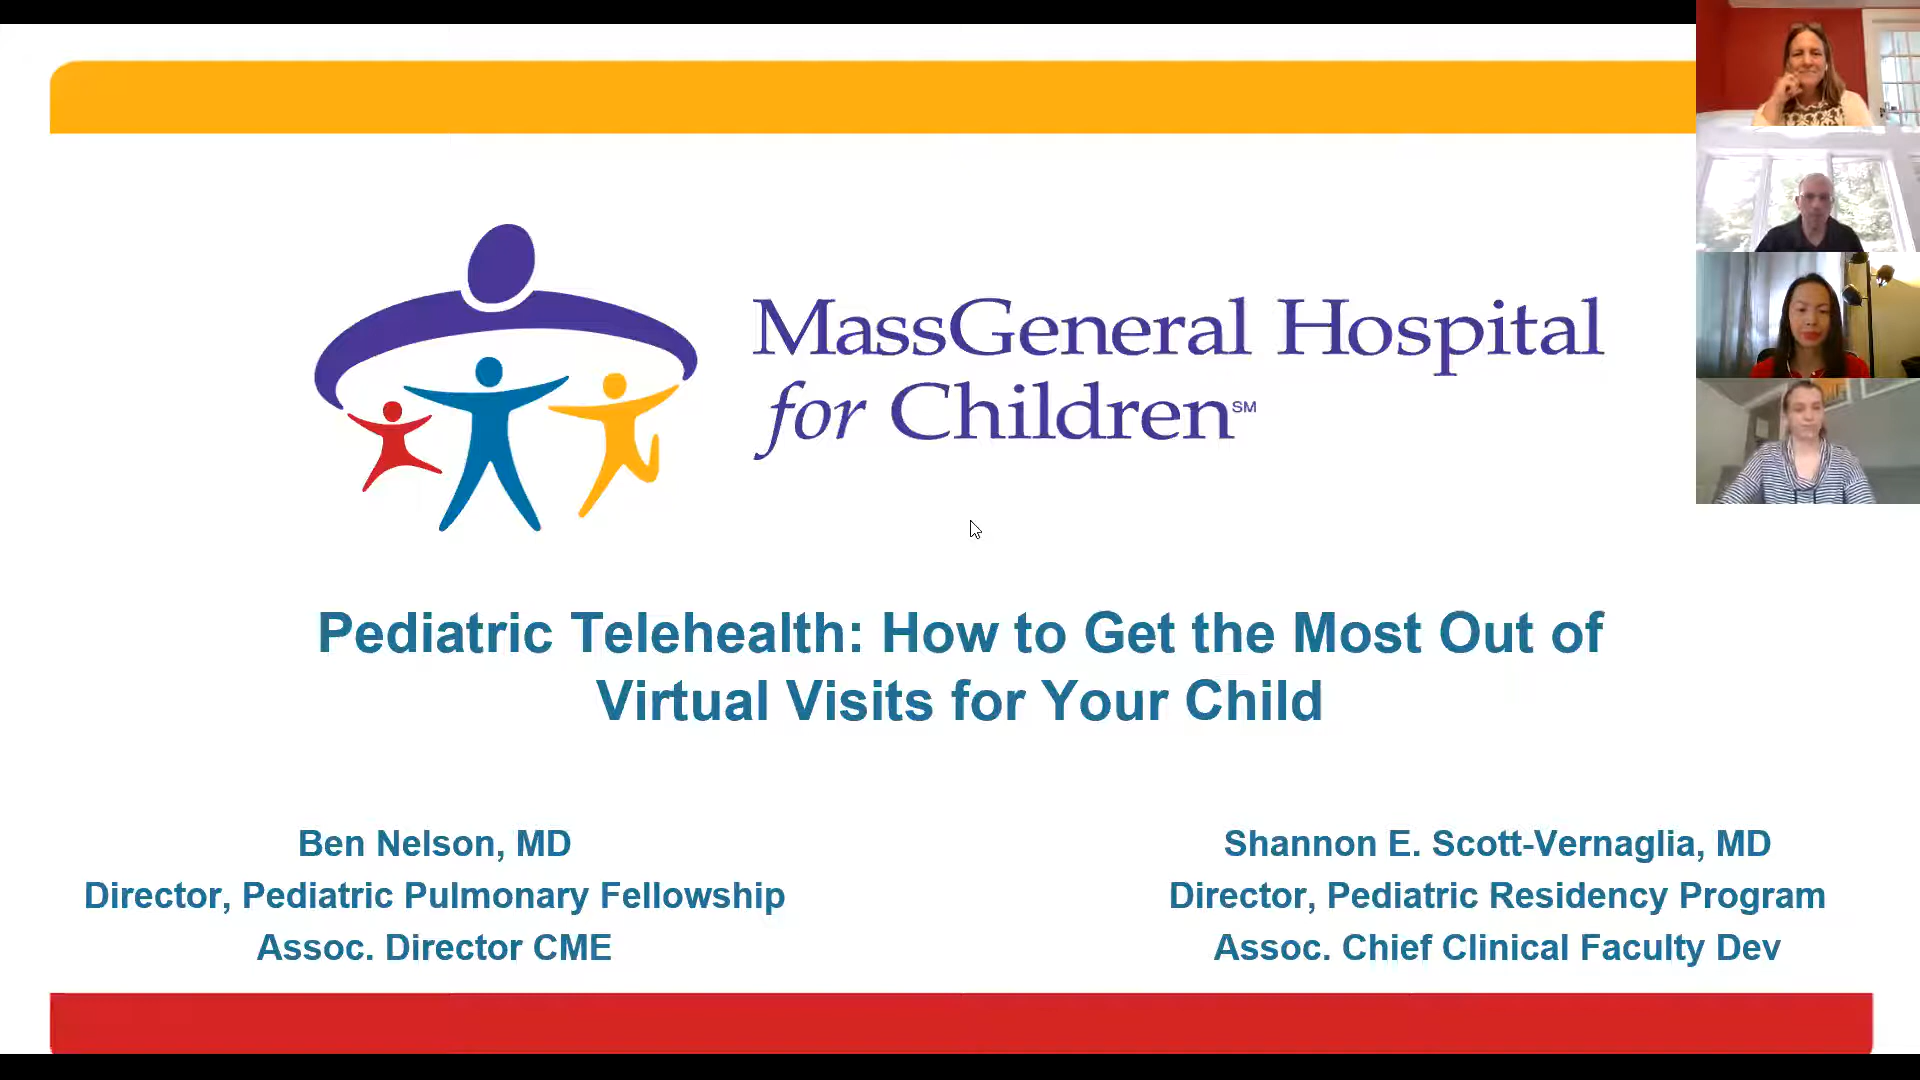 MassGeneral Hospital
for Children℠
Pediatric Telehealth: How to Get the Most Out of
Virtual Visits for Your Child
Ben Nelson, MD
Director, Pediatric Pulmonary Fellowship
Assoc. Director CME
Shannon E. Scott-Vernaglia, MD
Director, Pediatric Residency Program
Assoc. Chief Clinical Faculty Dev